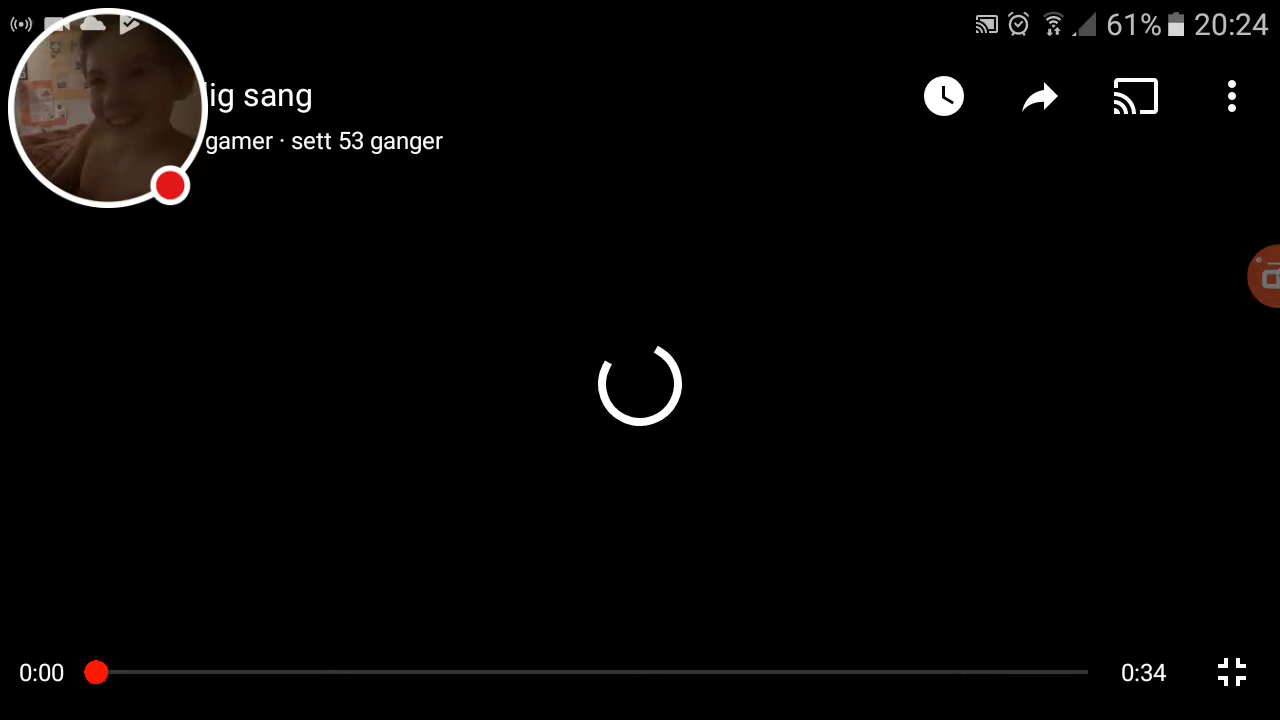 61% 20:24
lig sang
gamer · sett 53 ganger
0:00
0:34